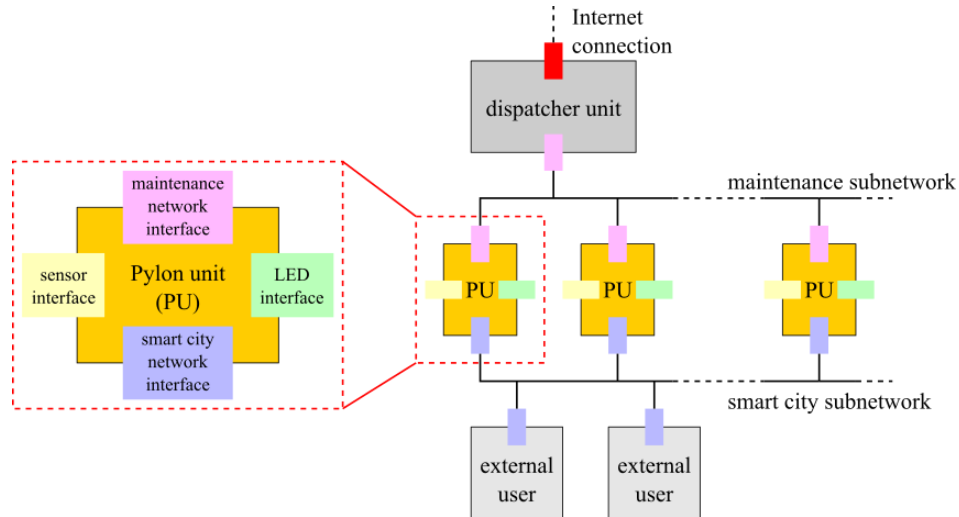 Internet
connection
dispatcher unit
maintenance
network
interface
maintenance subnetwork
sensor
interface
Pylon unit
(PU)
LED
interface
PU
PU
PU
smart city
network
interface
smart city subnetwork
external
user
external
user